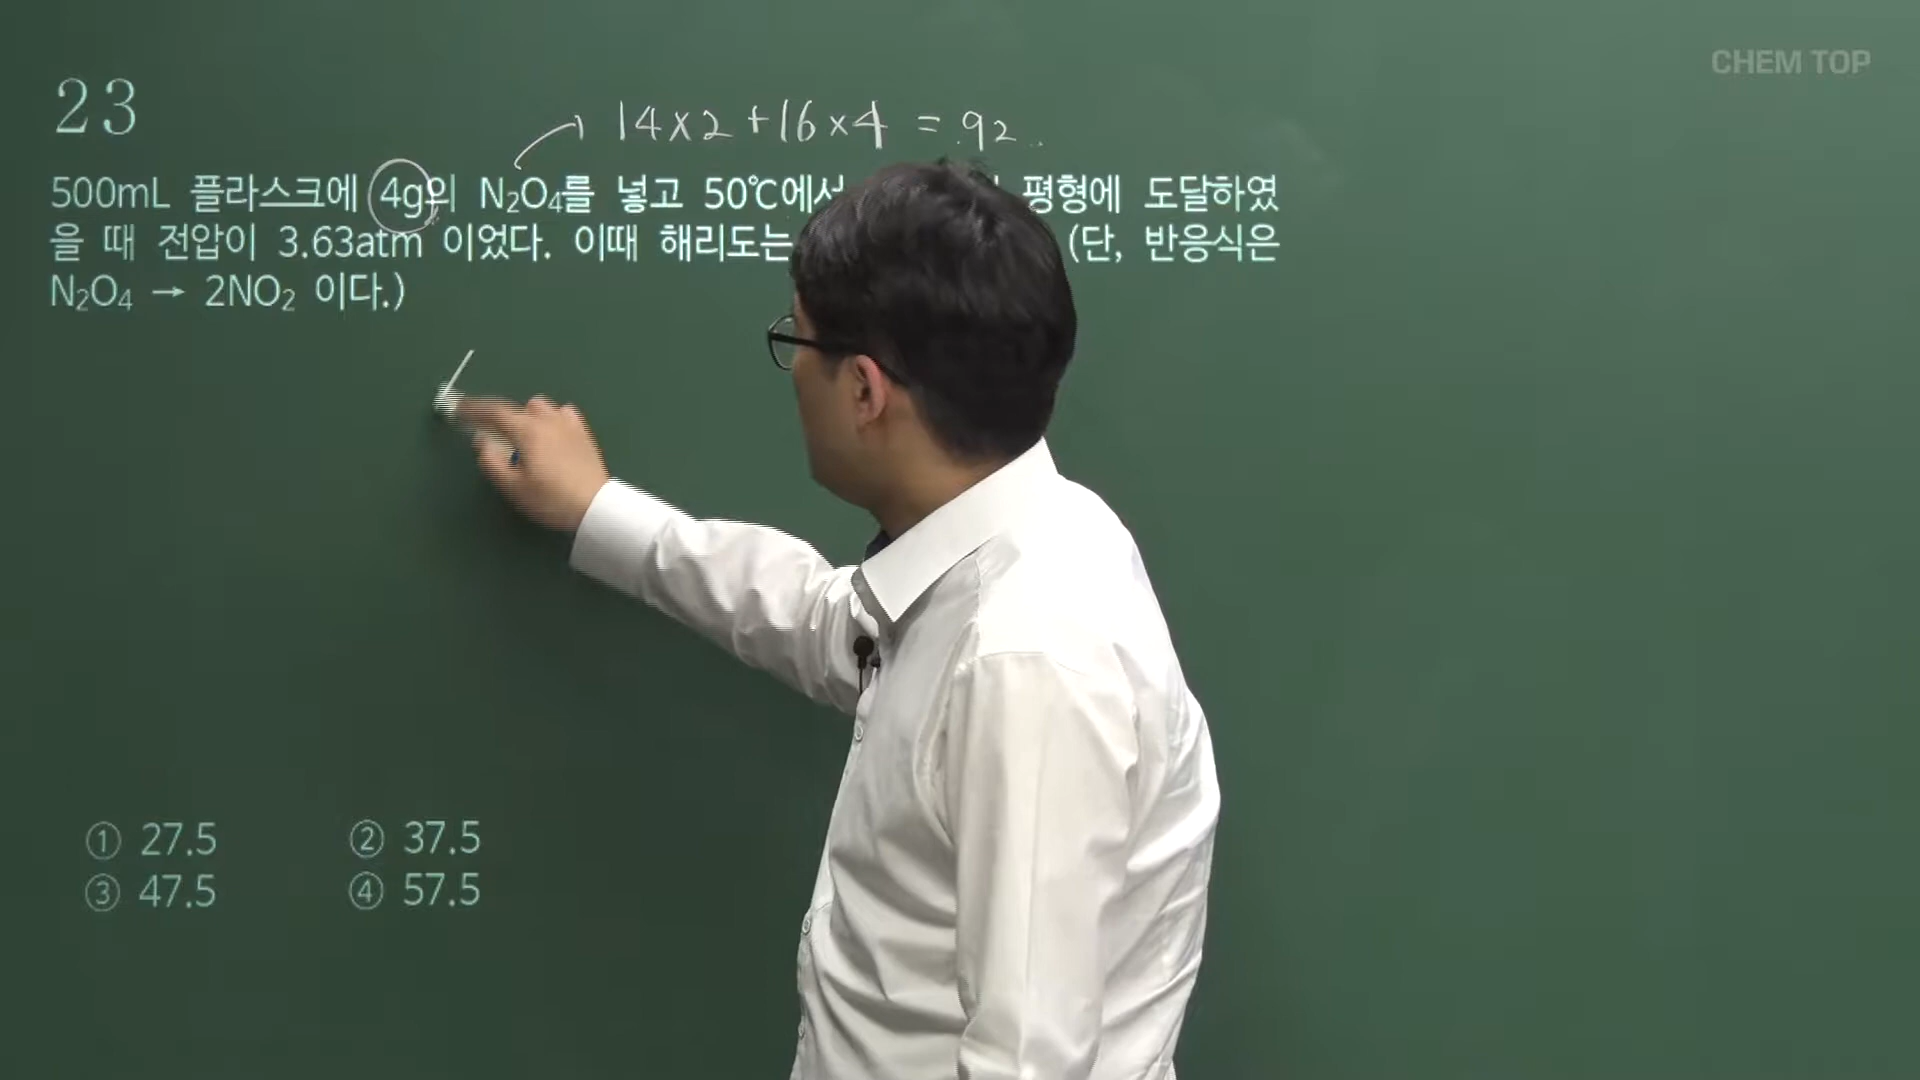 CHEM TOP
23
14×2+16×4 = 92
500mL 플라스크에 4g의 N₂O₄를 넣고 50℃에서 평형에 도달하였
을 때 전압이 3.63atm 이었다. 이때 해리도는 (단, 반응식은
N₂O₄ → 2NO₂ 이다.)
① 27.5 ② 37.5
③ 47.5 ④ 57.5